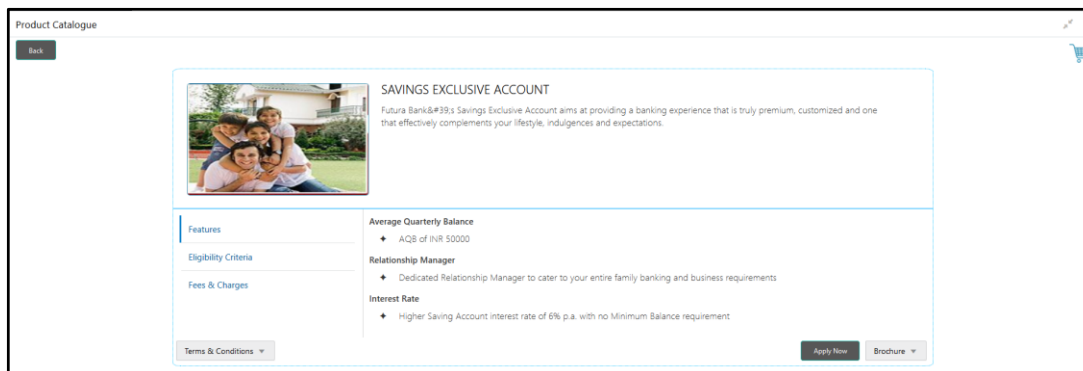 Product Catalogue
Back
SAVINGS EXCLUSIVE ACCOUNT
Futura Bank&#39;s Savings Exclusive Account aims at providing a banking experience that is truly premium, customized and one
that effectively complements your lifestyle, indulgences and expectations.
Features
Eligibility Criteria
Fees & Charges
Average Quarterly Balance
AQB of INR 50000
Relationship Manager
Dedicated Relationship Manager to cater to your entire family banking and business requirements
Interest Rate
Higher Saving Account interest rate of 6% p.a. with no Minimum Balance requirement
Terms & Conditions
Apply Now
Brochure